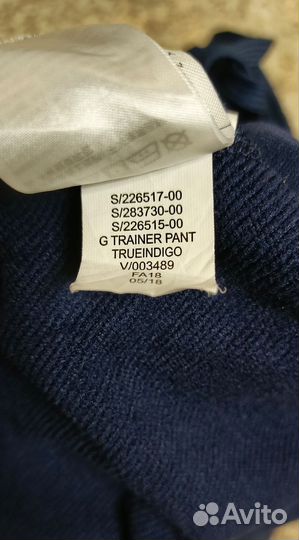 S/226517-00
S/283730-00
S/226515-00
G TRAINER PANT
TRUEINDIGO
V/003489
FA18
05/18
Avito